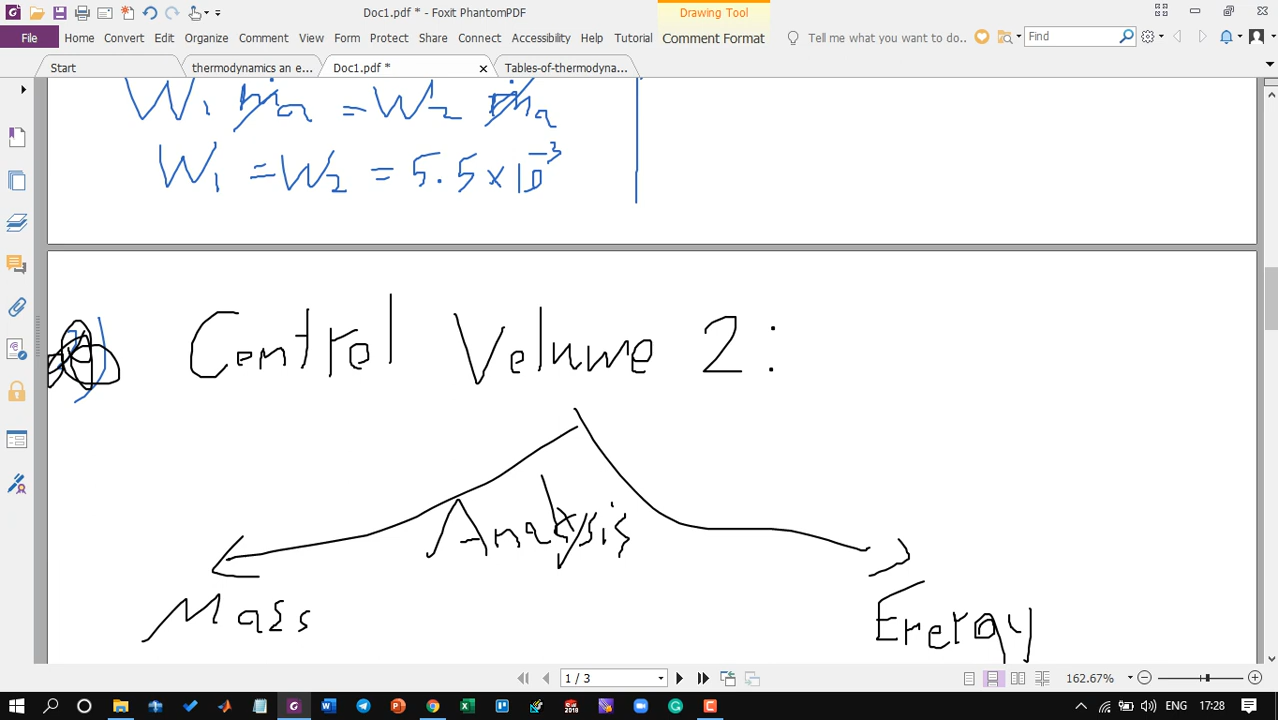 Doc1.pdf * - Foxit PhantomPDF
Drawing Tool
File Home Convert Edit Organize Comment View Form Protect Share Connect Accessibility Help Tutorial Comment Format Tell me what you want to do.. Find
Start thermodynamics an e... Doc1.pdf * Tables-of-thermodyna...
W1 ṁa = W2 ṁa
W1 = W2 = 5.5 × 10⁻³
Control Volume 2 :
Analysis
Mass
Energy
1 / 3
162.67%
ENG 17:28